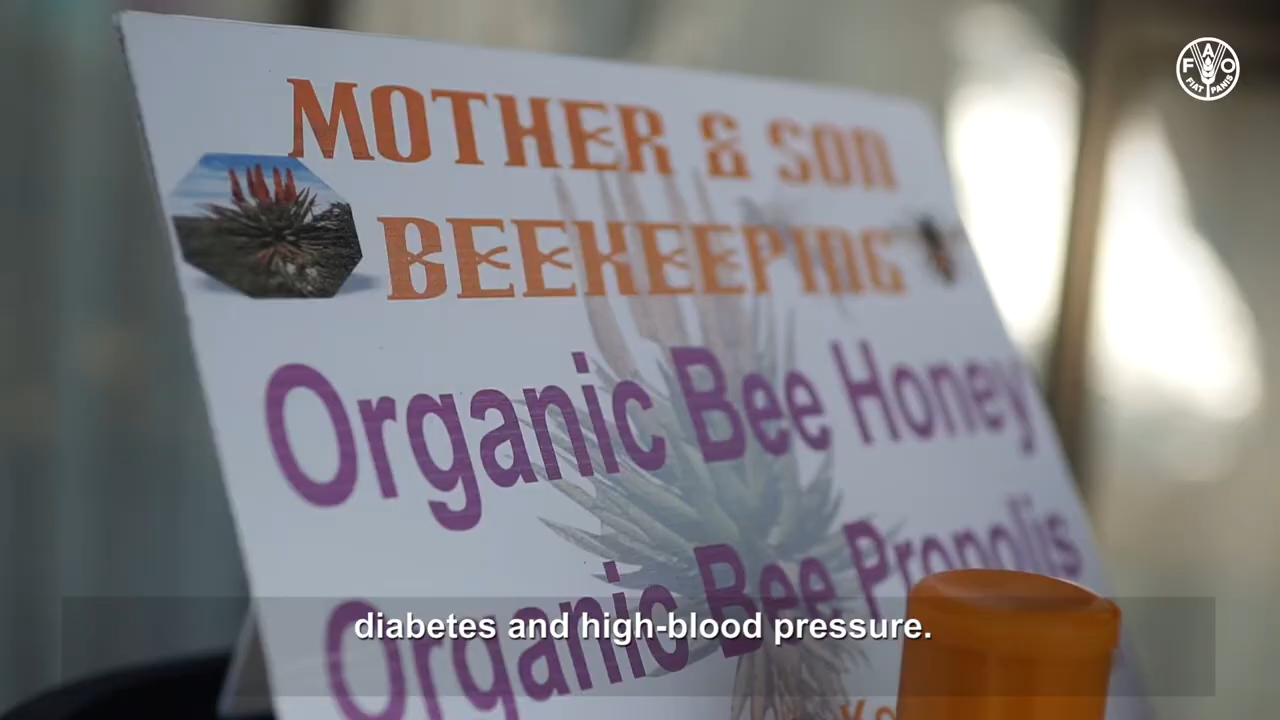 MOTHER & SON
BEEKEEPING
Organic Bee Honey
Organic Bee Propolis
diabetes and high-blood pressure.
F A O
FIAT PANIS